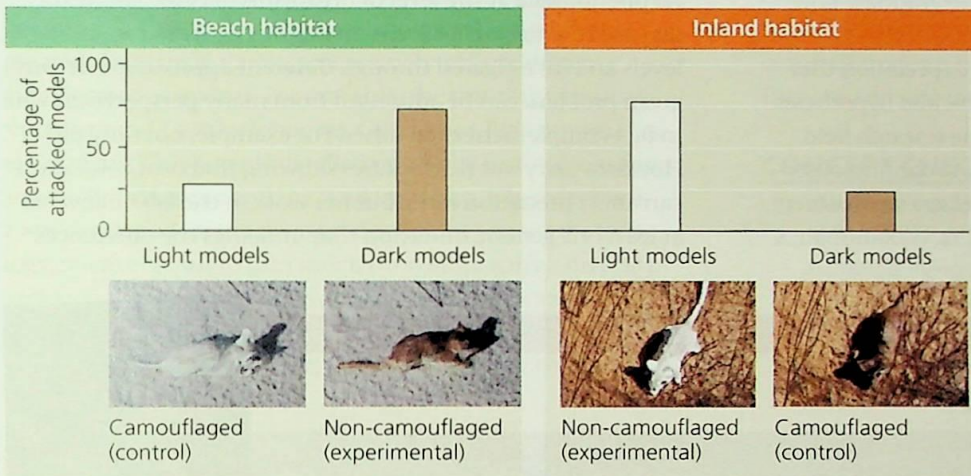 Beach habitat
Inland habitat
Percentage of
attacked models
100
50
0
Light models
Dark models
Light models
Dark models
Camouflaged
(control)
Non-camouflaged
(experimental)
Non-camouflaged
(experimental)
Camouflaged
(control)